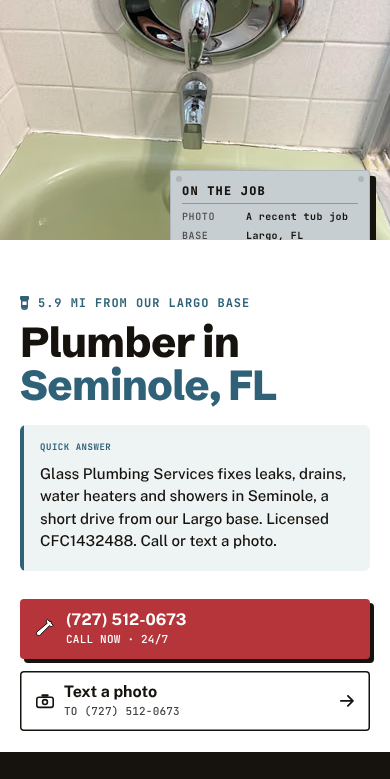 ON THE JOB
PHOTO A recent tub job
BASE Largo, FL
5.9 MI FROM OUR LARGO BASE
Plumber in
Seminole, FL
QUICK ANSWER
Glass Plumbing Services fixes leaks, drains,
water heaters and showers in Seminole, a
short drive from our Largo base. Licensed
CFC1432488. Call or text a photo.
(727) 512-0673
CALL NOW · 24/7
Text a photo
TO (727) 512-0673